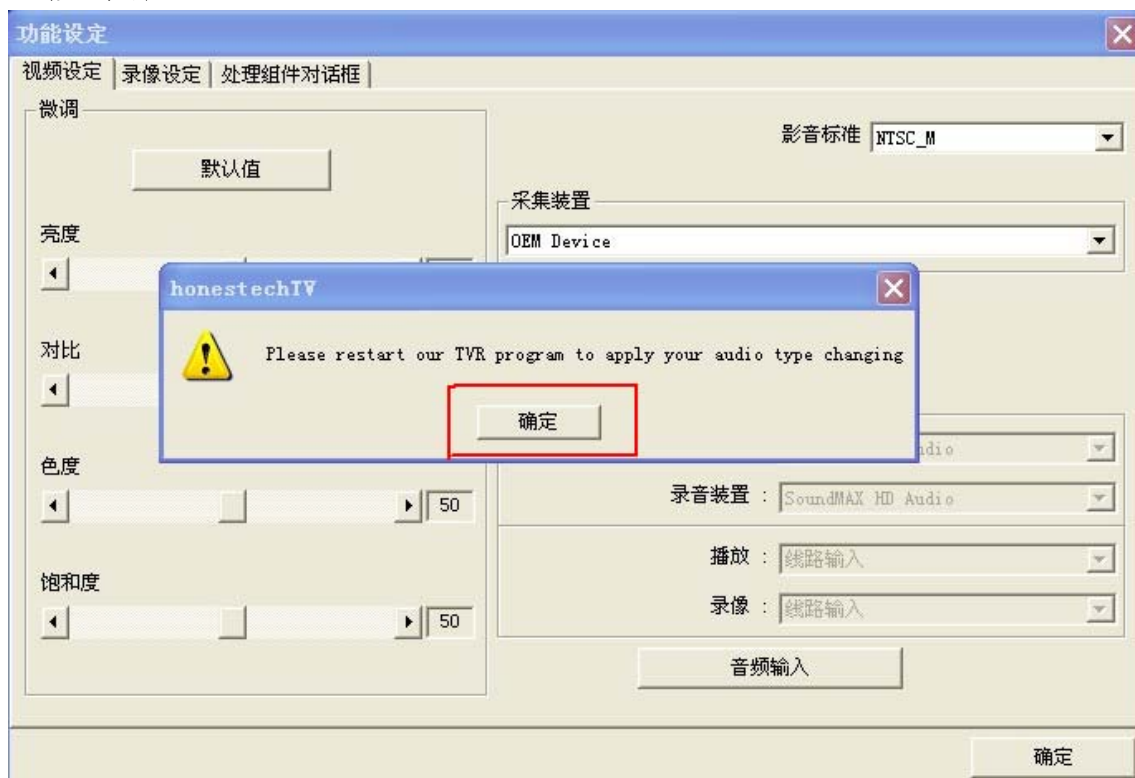 功能设定
视频设定 录像设定 处理组件对话框
微调
默认值
影音标准 NTSC_M
采集装置
OEM Device
亮度
honestechTV
Please restart our TVR program to apply your audio type changing
确定
对比
色度
50
录音装置 : SoundMAX HD Audio
播放 : 线路输入
录像 : 线路输入
饱和度
50
音频输入
确定